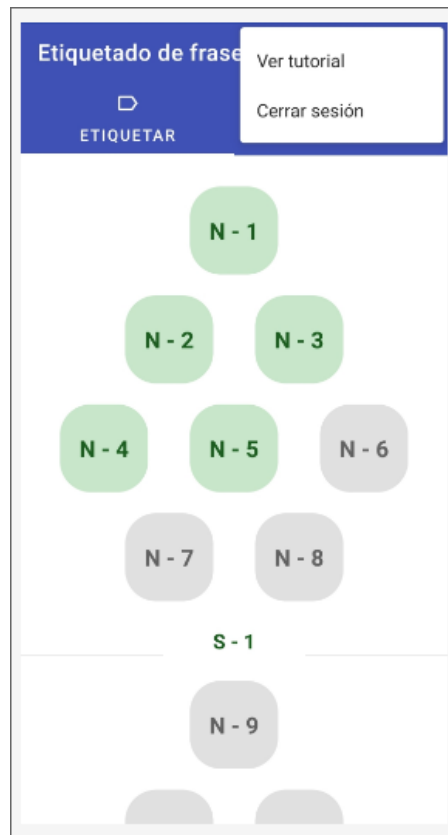 Etiquetado de frase
Ver tutorial
Cerrar sesión
ETIQUETAR
N - 1
N - 2
N - 3
N - 4
N - 5
N - 6
N - 7
N - 8
S - 1
N - 9